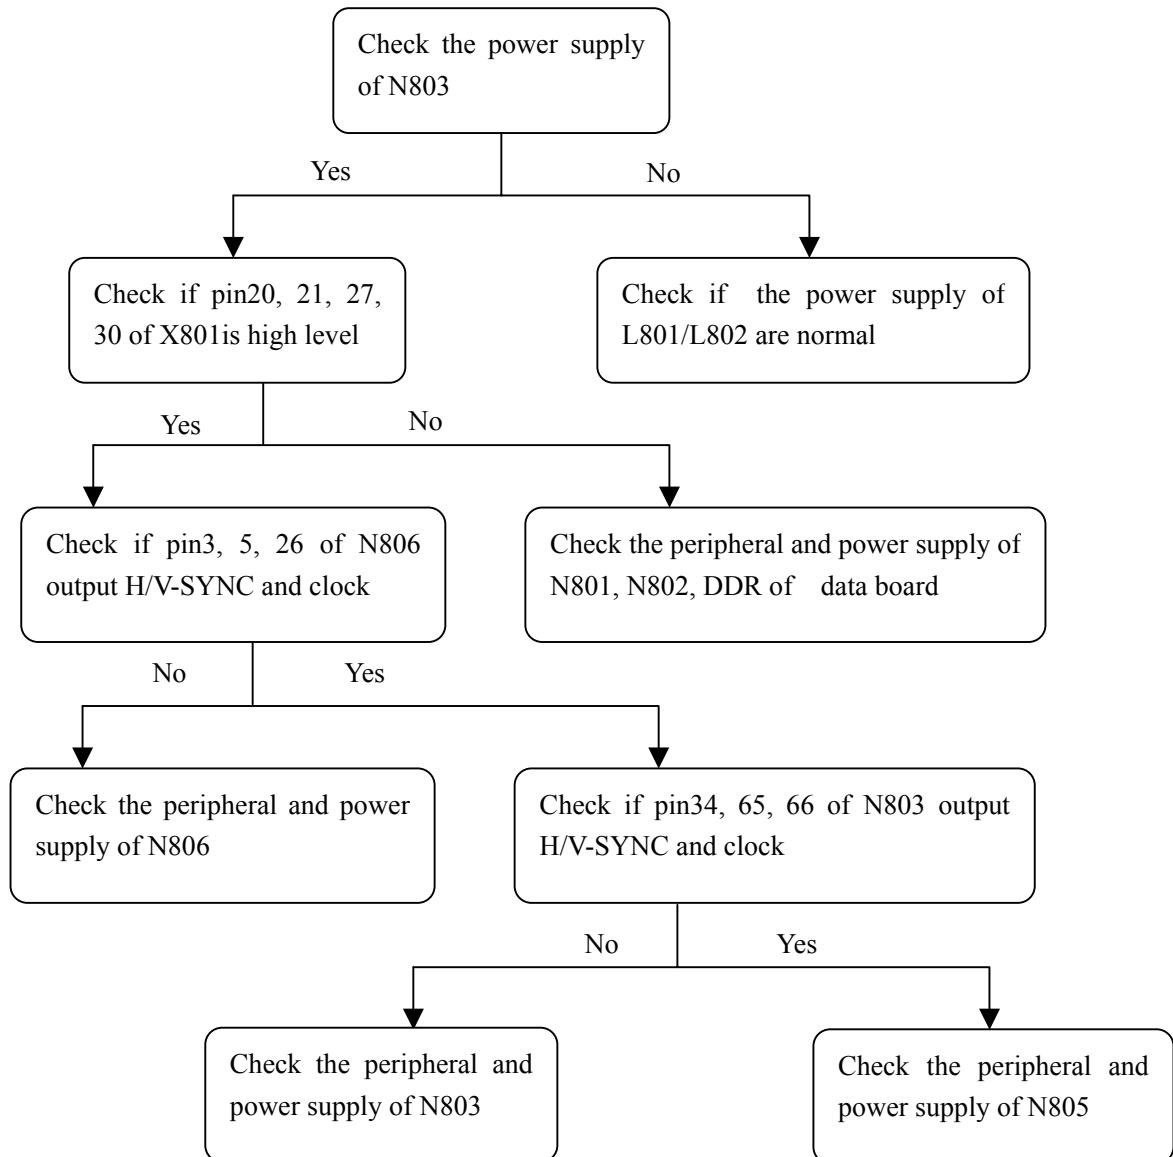 Check the power supply
of N803
Yes
No
Check if pin20, 21, 27,
30 of X801is high level
Check if the power supply of
L801/L802 are normal
Yes
No
Check if pin3, 5, 26 of N806
output H/V-SYNC and clock
Check the peripheral and power supply of
N801, N802, DDR of data board
No
Yes
Check the peripheral and power
supply of N806
Check if pin34, 65, 66 of N803 output
H/V-SYNC and clock
No
Yes
Check the peripheral and
power supply of N803
Check the peripheral and
power supply of N805